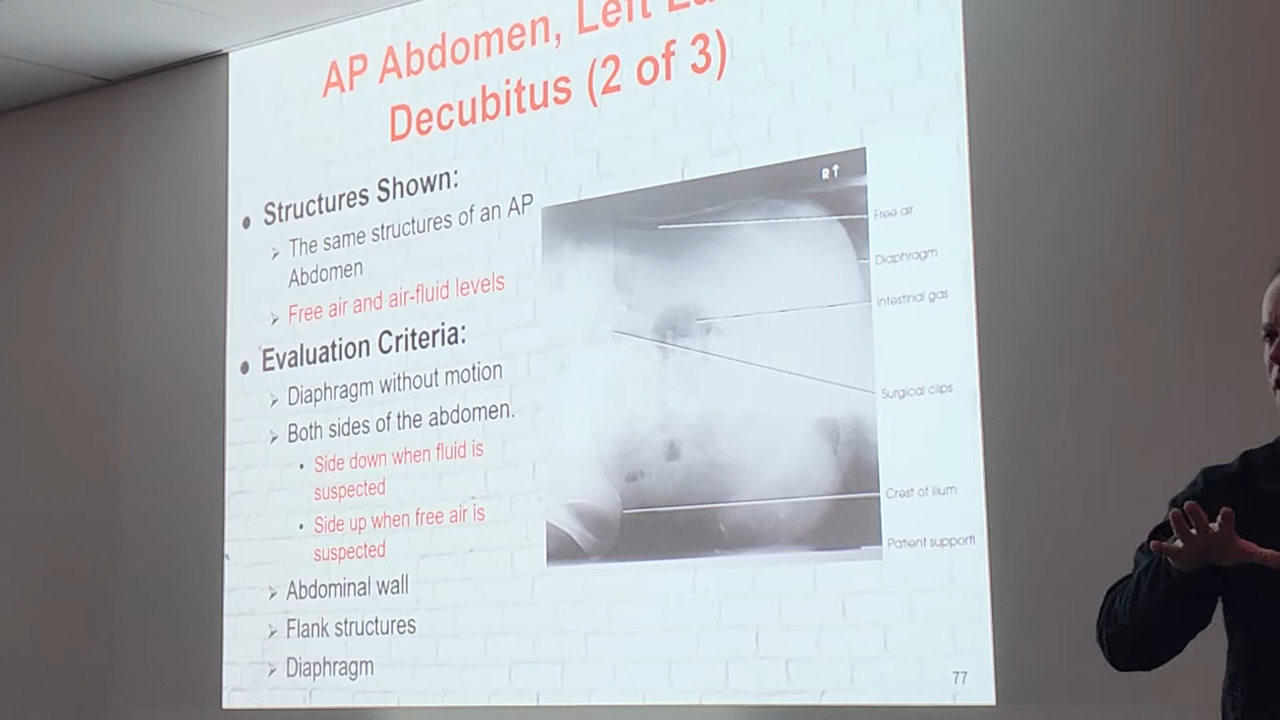 AP Abdomen, Left
Decubitus (2 of 3)
• Structures Shown:
➢ The same structures of an AP
Abdomen
➢ Free air and air-fluid levels
• Evaluation Criteria:
➢ Diaphragm without motion
➢ Both sides of the abdomen.
• Side down when fluid is
suspected
• Side up when free air is
suspected
➢ Abdominal wall
➢ Flank structures
➢ Diaphragm
R↑
Free air
Diaphragm
Intestinal gas
Surgical clips
Crest of ilium
Patient support
77